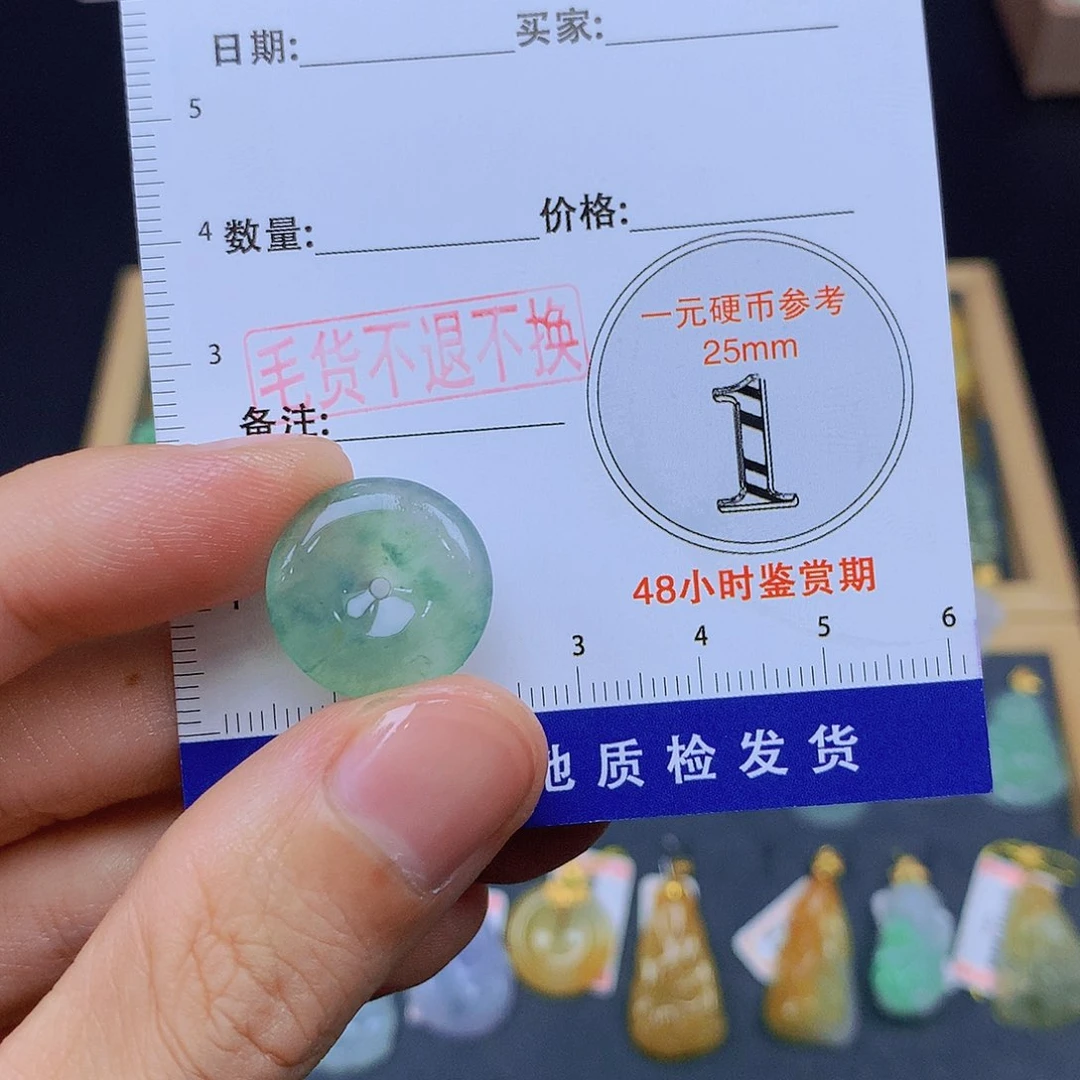 日期: 买家:
5
4
数量: 价格:
一元硬币参考
25mm
1
3
毛货不退不换
备注:
48小时鉴赏期
3 4 5 6
地质检发货